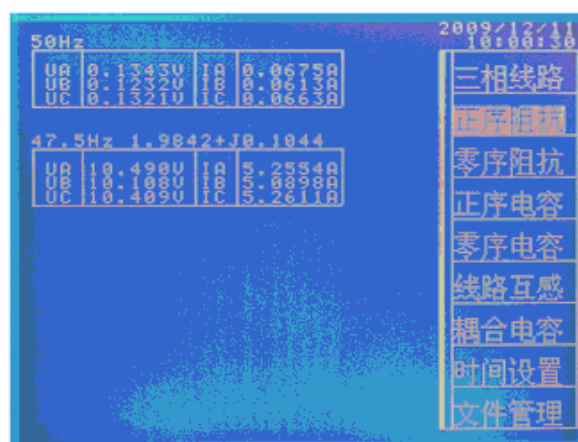 2009/12/11
10:00:30
50Hz
UA 0.1343V IA 0.0675A
UB 0.1232V IB 0.0613A
UC 0.1321V IC 0.0663A
47.5Hz 1.9842+J0.1044
UA 10.490V IA 5.2554A
UB 10.108V IB 5.0898A
UC 10.409V IC 5.2611A
三相线路
正序阻抗
零序阻抗
正序电容
零序电容
线路互感
耦合电容
时间设置
文件管理